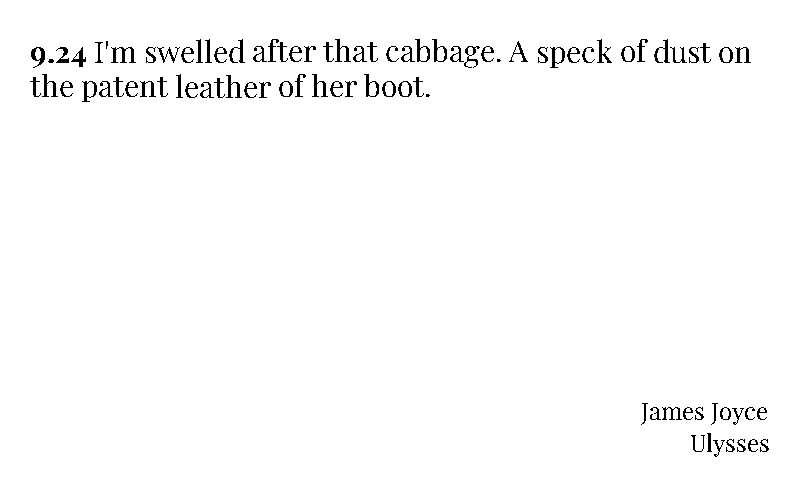 9.24 I'm swelled after that cabbage. A speck of dust on
the patent leather of her boot.
James Joyce
Ulysses